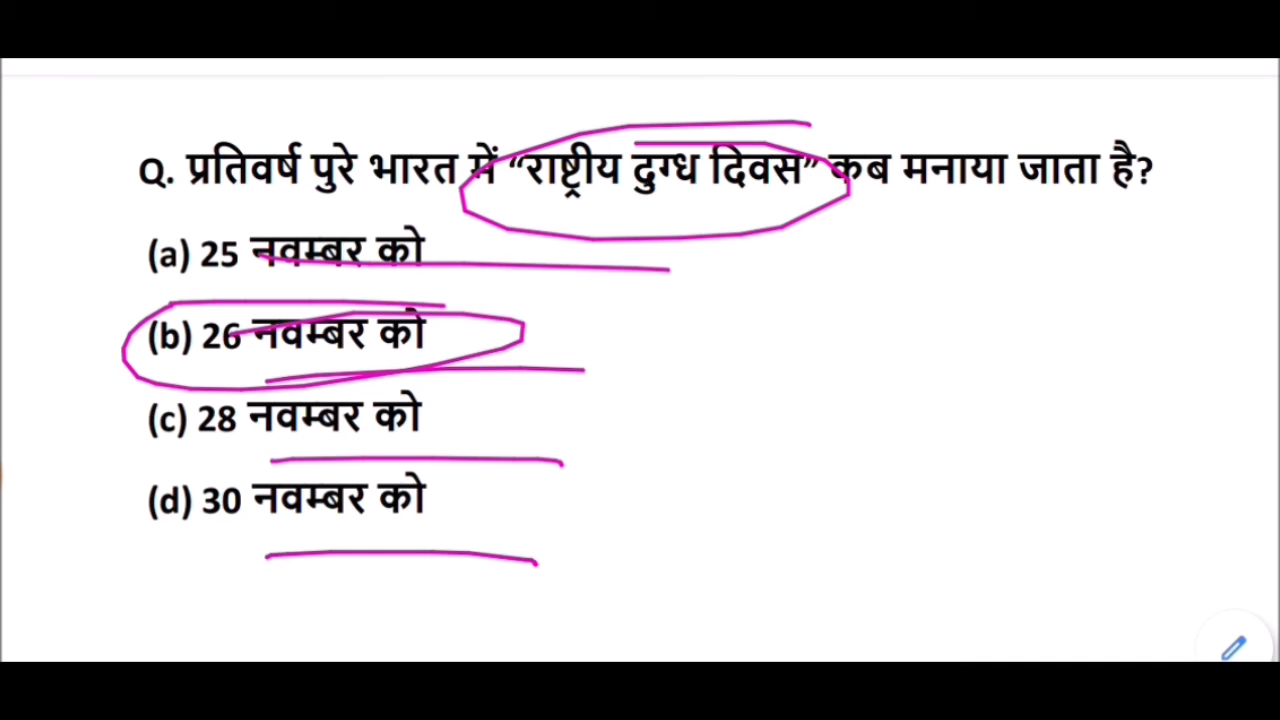 Q. प्रतिवर्ष पुरे भारत में “राष्ट्रीय दुग्ध दिवस” कब मनाया जाता है?
(a) 25 नवम्बर को
(b) 26 नवम्बर को
(c) 28 नवम्बर को
(d) 30 नवम्बर को